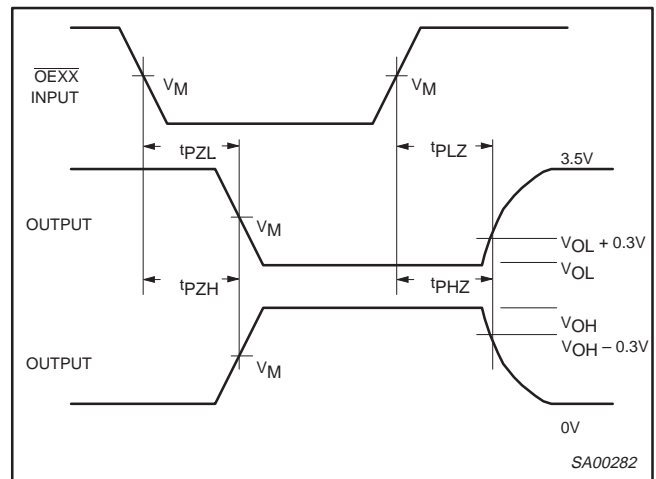 OEXX
INPUT
VM
VM
tPZL
tPLZ
3.5V
OUTPUT
VM
VOL + 0.3V
VOL
tPZH
tPHZ
VOH
VOH – 0.3V
OUTPUT
VM
0V
SA00282